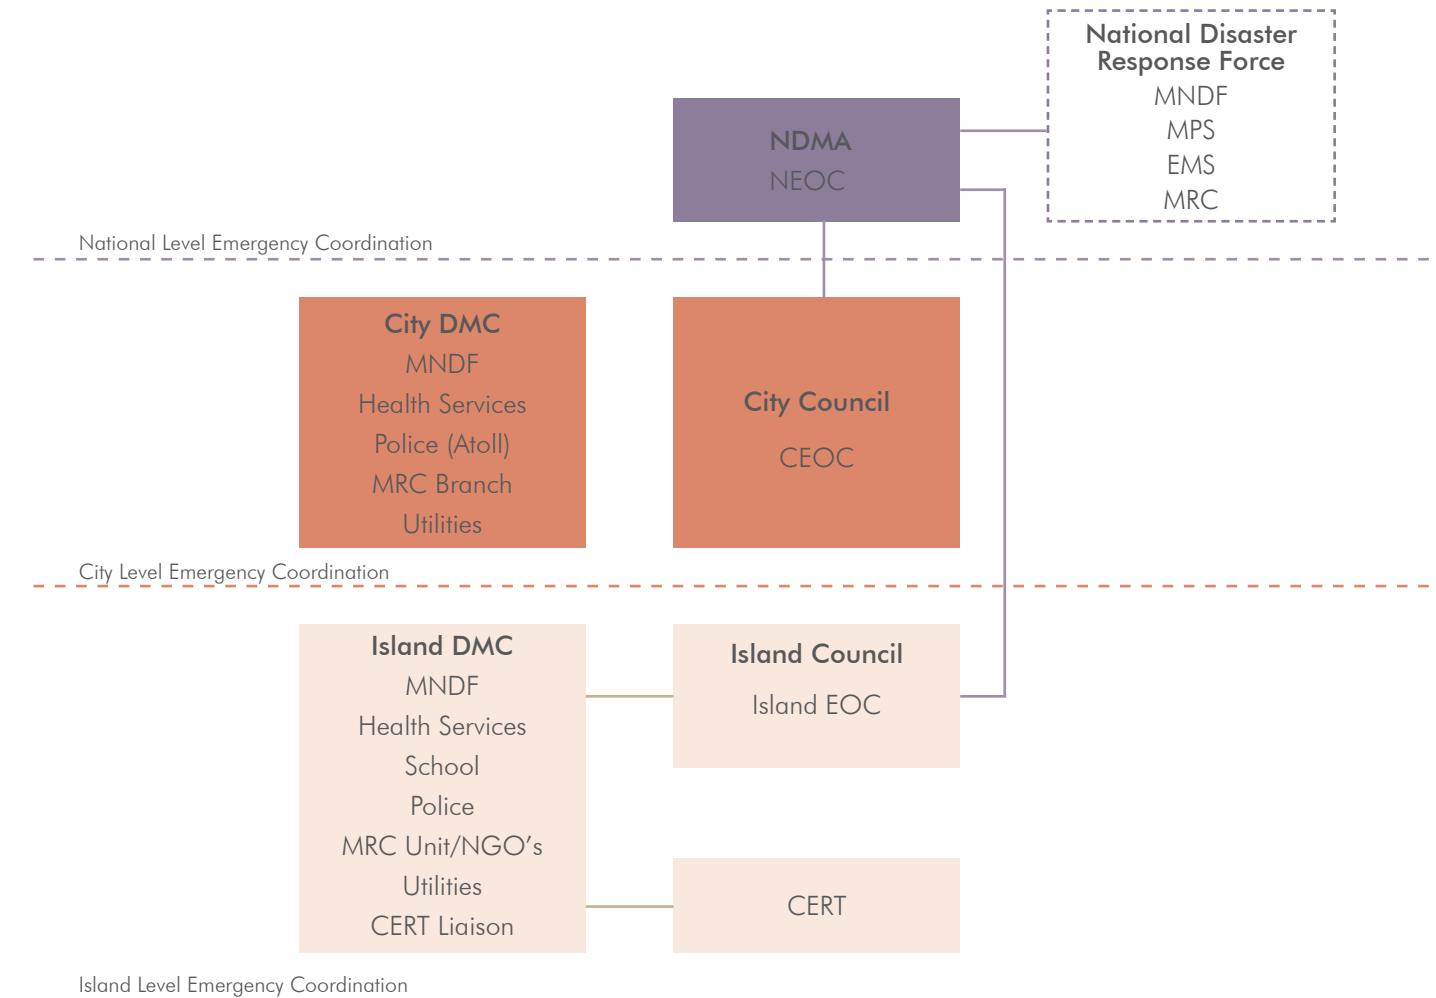 National Disaster
Response Force
MNDF
MPS
EMS
MRC
NDMA
NEOC
National Level Emergency Coordination
City DMC
MNDF
Health Services
Police (Atoll)
MRC Branch
Utilities
City Council
CEOC
City Level Emergency Coordination
Island DMC
MNDF
Health Services
School
Police
MRC Unit/NGO’s
Utilities
CERT Liaison
Island Council
Island EOC
CERT
Island Level Emergency Coordination